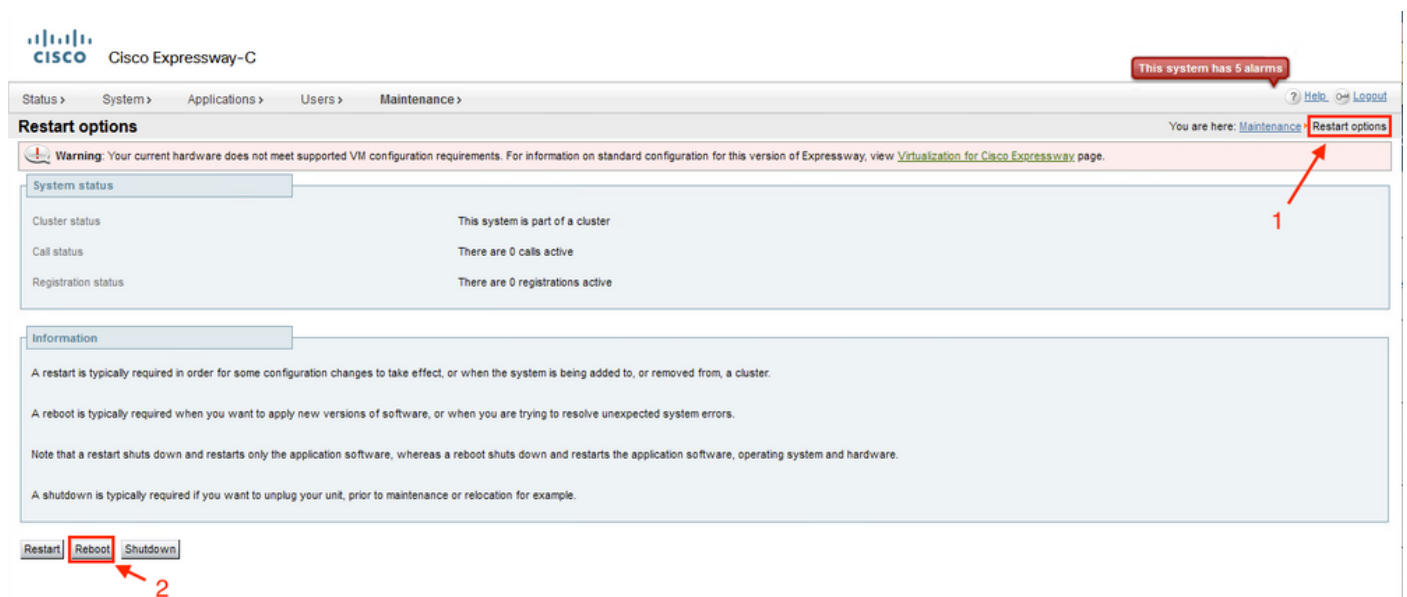 CISCO Cisco Expressway-C
This system has 5 alarms
Status > System > Applications > Users > Maintenance > ? Help Logout
Restart options You are here: Maintenance Restart options
Warning: Your current hardware does not meet supported VM configuration requirements. For information on standard configuration for this version of Expressway, view Virtualization for Cisco Expressway page.
System status
1
Cluster status This system is part of a cluster
Call status There are 0 calls active
Registration status There are 0 registrations active
Information
A restart is typically required in order for some configuration changes to take effect, or when the system is being added to, or removed from, a cluster.
A reboot is typically required when you want to apply new versions of software, or when you are trying to resolve unexpected system errors.
Note that a restart shuts down and restarts only the application software, whereas a reboot shuts down and restarts the application software, operating system and hardware.
A shutdown is typically required if you want to unplug your unit, prior to maintenance or relocation for example.
Restart Reboot Shutdown
2